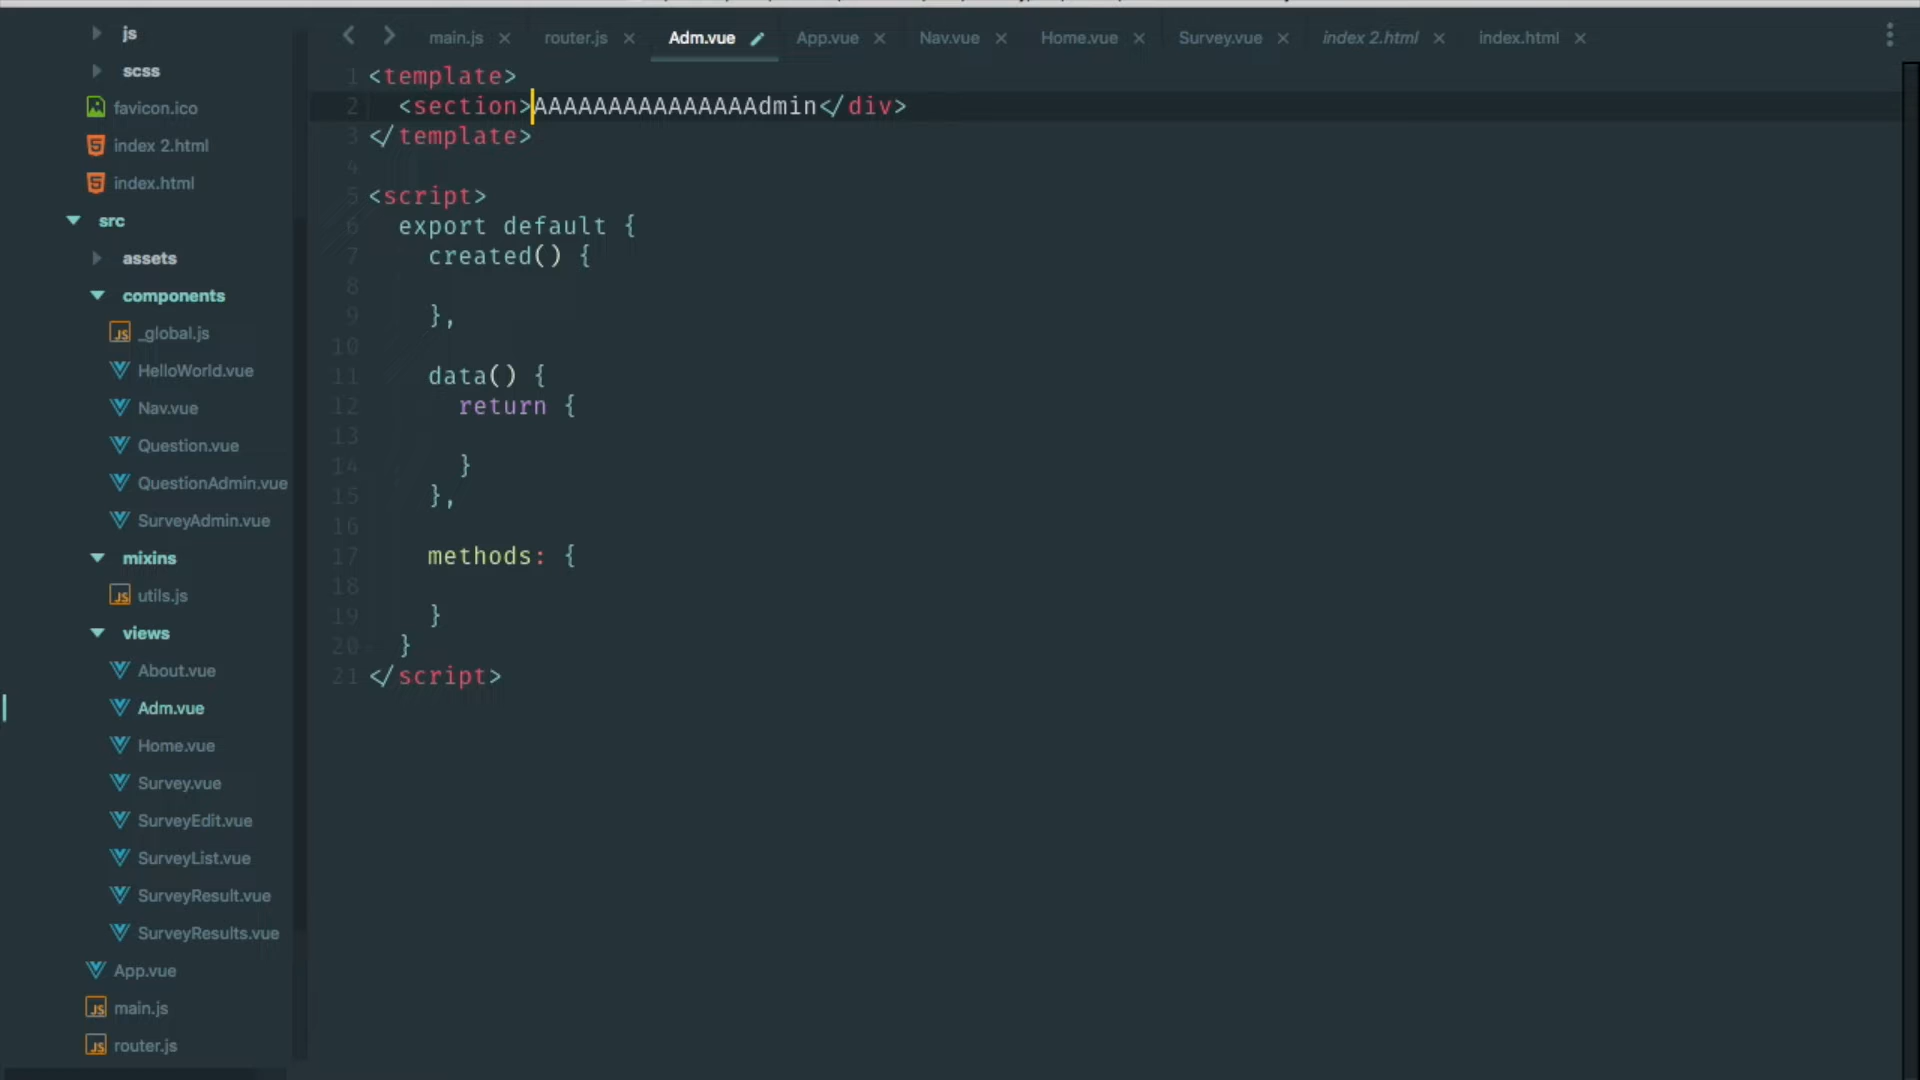 js
scss
favicon.ico
index 2.html
index.html
src
assets
components
_global.js
HelloWorld.vue
Nav.vue
Question.vue
QuestionAdmin.vue
SurveyAdmin.vue
mixins
utils.js
views
About.vue
Adm.vue
Home.vue
Survey.vue
SurveyEdit.vue
SurveyList.vue
SurveyResult.vue
SurveyResults.vue
App.vue
main.js
router.js
main.js × router.js × Adm.vue App.vue × Nav.vue × Home.vue × Survey.vue × index 2.html × index.html ×
1 <template>
2 <section>AAAAAAAAAAAAAAAdmin</div>
3 </template>
4
5 <script>
6 export default {
7 created() {
8
9 },
10
11 data() {
12 return {
13
14 }
15 },
16
17 methods: {
18
19 }
20 }
21 </script>